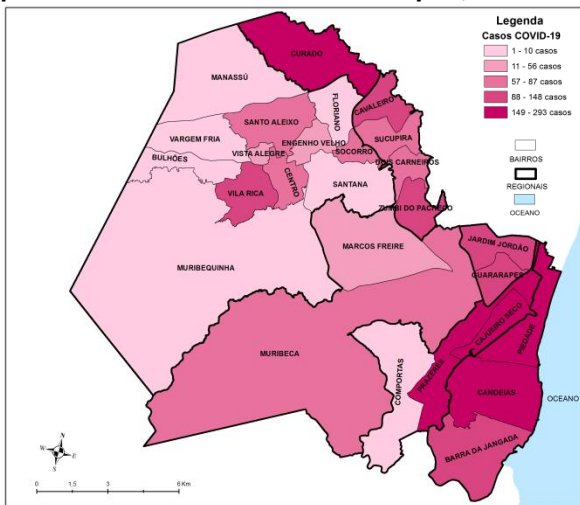 Legenda
Casos COVID-19
1 - 10 casos
11 - 56 casos
57 - 87 casos
88 - 148 casos
149 - 293 casos
BAIRROS
REGIONAIS
OCEANO
CURADO
MANASSÚ
FLORIANO
CAVALEIRO
SANTO ALEIXO
SUCUPIRA
VARGEM FRIA
ENGENHO VELHO
VISTA ALEGRE
SOCORRO
BULHÕES
DOIS CARNEIROS
CENTRO
SANTANA
VILA RICA
ZUMBI DO PACHECO
MARCOS FREIRE
JARDIM JORDÃO
GUARARAPES
MURIBEQUINHA
CAJUEIRO SECO
PIEDADE
MURIBECA
COMPORTAS
PRAZERES
CANDEIAS
OCEANO
BARRA DA JANGADA
N
W E
S
0 1,5 3 6 Km